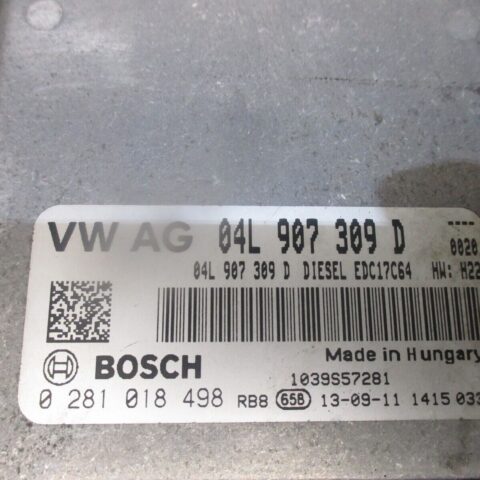 VW AG 04L 907 309 D ---- 0020
04L 907 309 D DIESEL EDC17C64 HW: H22
Made in Hungary
BOSCH 1039S57281
0 281 018 498 RB8 658 13-09-11 1415 033